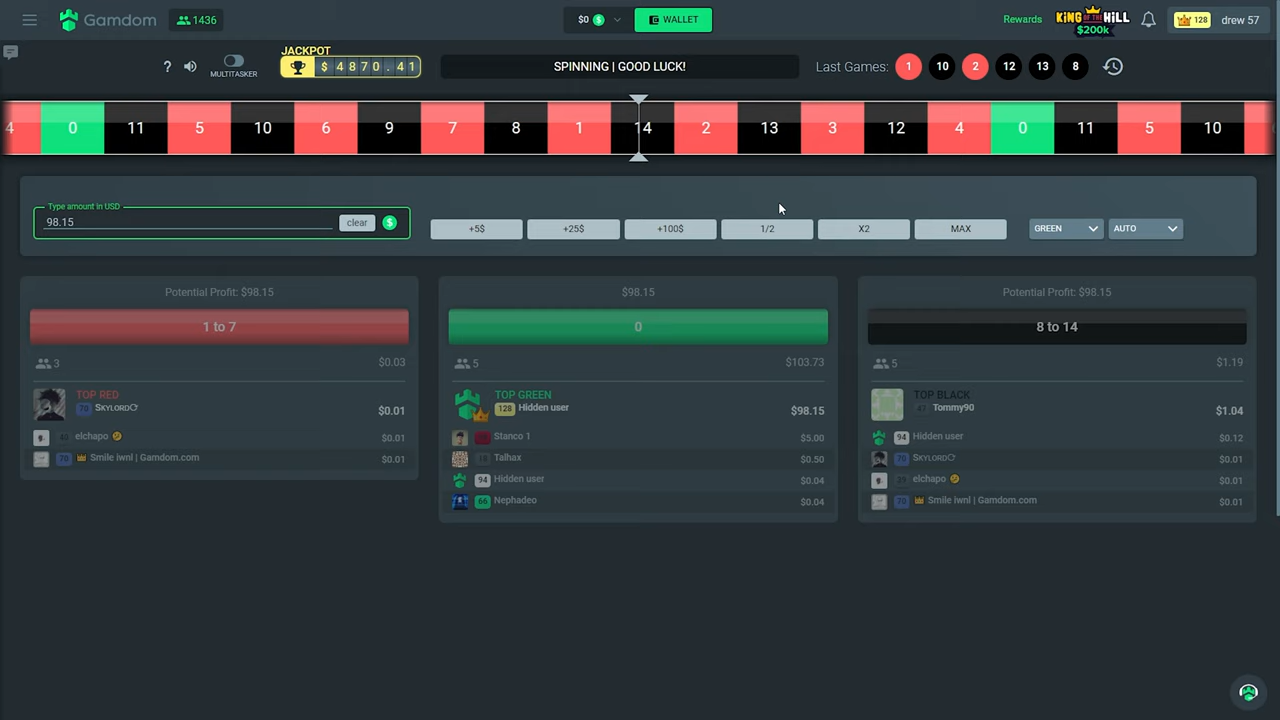 Gamdom
1436
$0
WALLET
Rewards
KING OF THE HILL
$200k
128
drew 57
?
MULTITASKER
JACKPOT
$ 4870.41
SPINNING | GOOD LUCK!
Last Games:
1 10 2 12 13 8
4 0 11 5 10 6 9 7 8 1 14 2 13 3 12 4 0 11 5 10
Type amount in USD
98.15
clear
$
+5$
+25$
+100$
1/2
X2
MAX
GREEN
AUTO
Potential Profit: $98.15
1 to 7
3
$0.03
TOP RED
70 SKYLORD
$0.01
elchapo
$0.01
70 Smile iwnl | Gamdom.com
$0.01
$98.15
0
5
$103.73
TOP GREEN
128 Hidden user
$98.15
Stanco 1
$5.00
Talhax
$0.50
94 Hidden user
$0.04
66 Nephadeo
$0.04
Potential Profit: $98.15
8 to 14
5
$1.19
TOP BLACK
47 Tommy90
$1.04
94 Hidden user
$0.12
70 SKYLORD
$0.01
elchapo
$0.01
70 Smile iwnl | Gamdom.com
$0.01